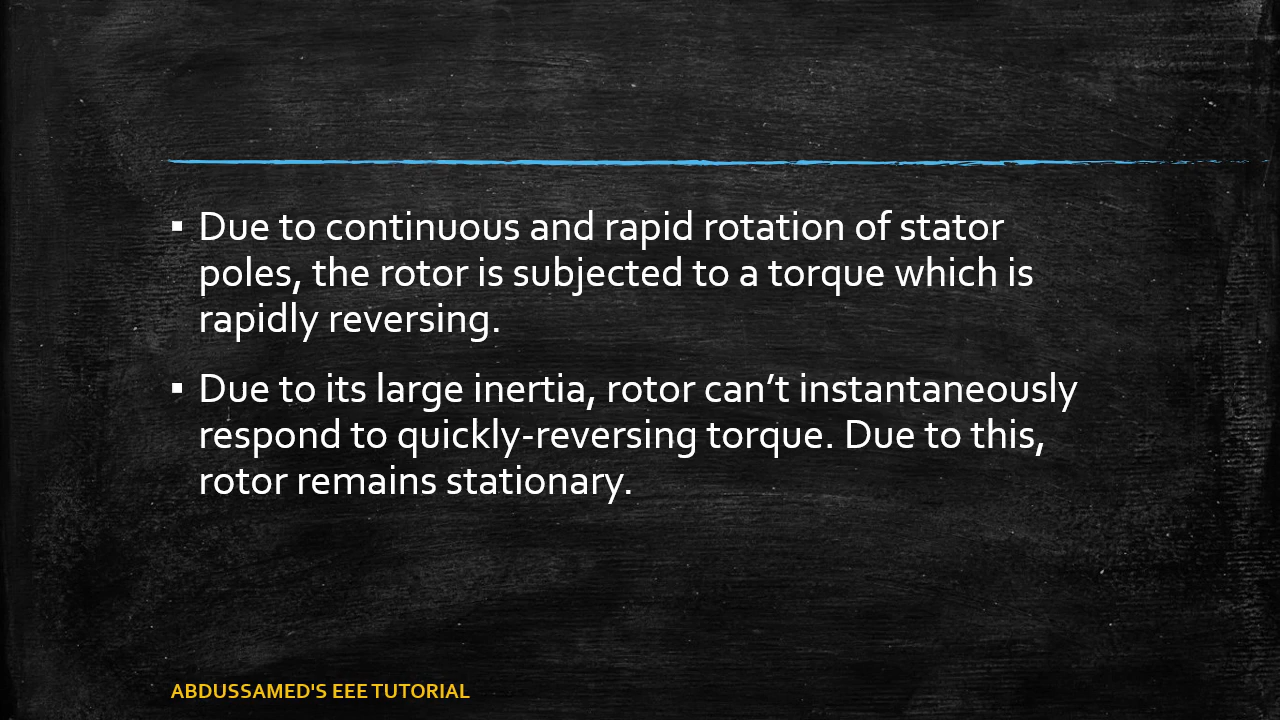 ▪ Due to continuous and rapid rotation of stator
poles, the rotor is subjected to a torque which is
rapidly reversing.
▪ Due to its large inertia, rotor can’t instantaneously
respond to quickly-reversing torque. Due to this,
rotor remains stationary.
ABDUSSAMED'S EEE TUTORIAL